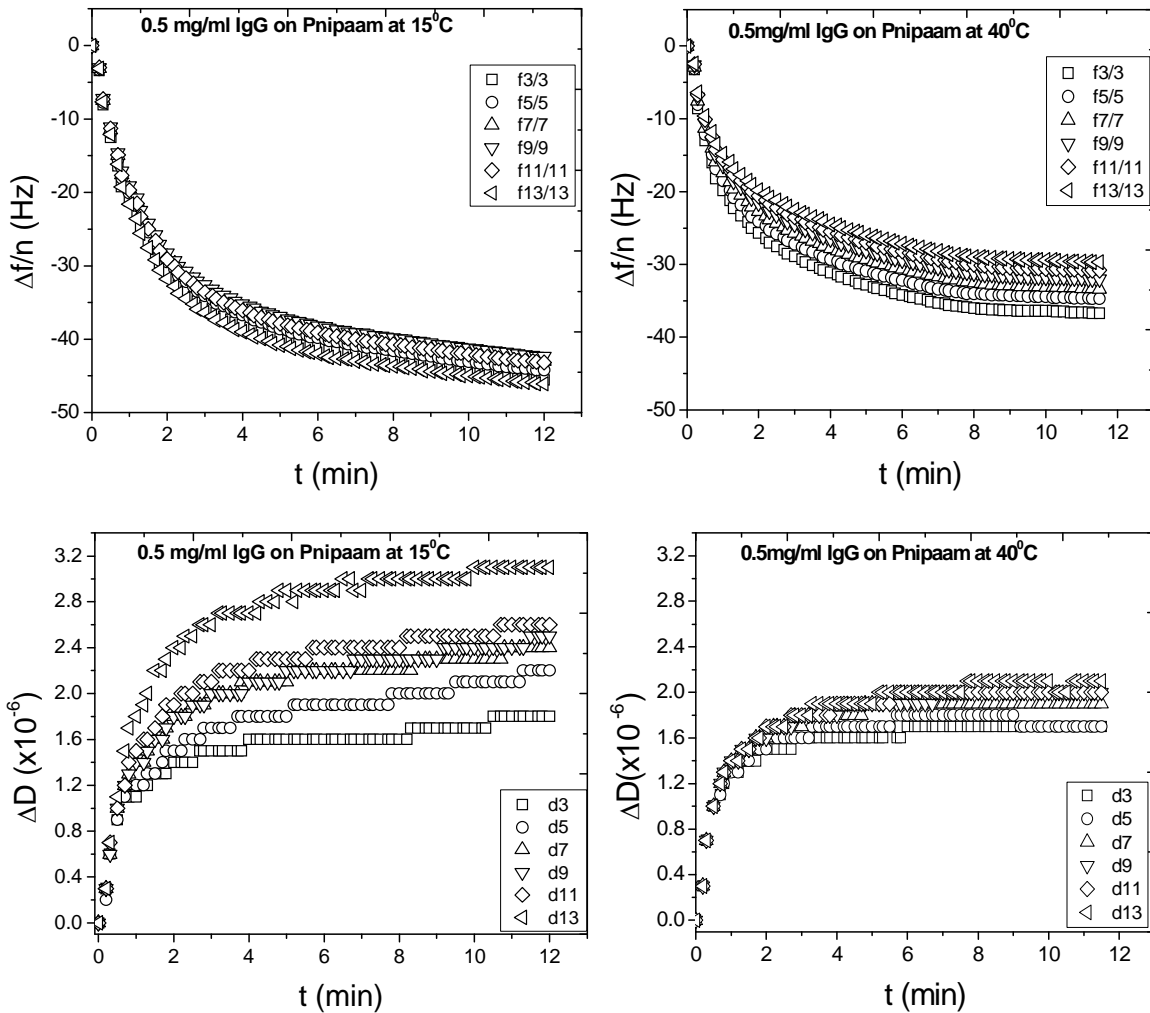 0.5 mg/ml IgG on Pnipaam at 15⁰C
0
-10
-20
-30
-40
-50
Δf/n (Hz)
f3/3
f5/5
f7/7
f9/9
f11/11
f13/13
0 2 4 6 8 10 12
t (min)
0.5mg/ml IgG on Pnipaam at 40⁰C
0
-10
-20
-30
-40
-50
Δf/n (Hz)
f3/3
f5/5
f7/7
f9/9
f11/11
f13/13
0 2 4 6 8 10 12
t (min)
0.5 mg/ml IgG on Pnipaam at 15⁰C
3.2
2.8
2.4
2.0
1.6
1.2
0.8
0.4
0.0
ΔD (x10⁻⁶)
d3
d5
d7
d9
d11
d13
0 2 4 6 8 10 12
t (min)
0.5mg/ml IgG on Pnipaam at 40⁰C
3.2
2.8
2.4
2.0
1.6
1.2
0.8
0.4
0.0
ΔD(x10⁻⁶)
d3
d5
d7
d9
d11
d13
0 2 4 6 8 10 12
t (min)